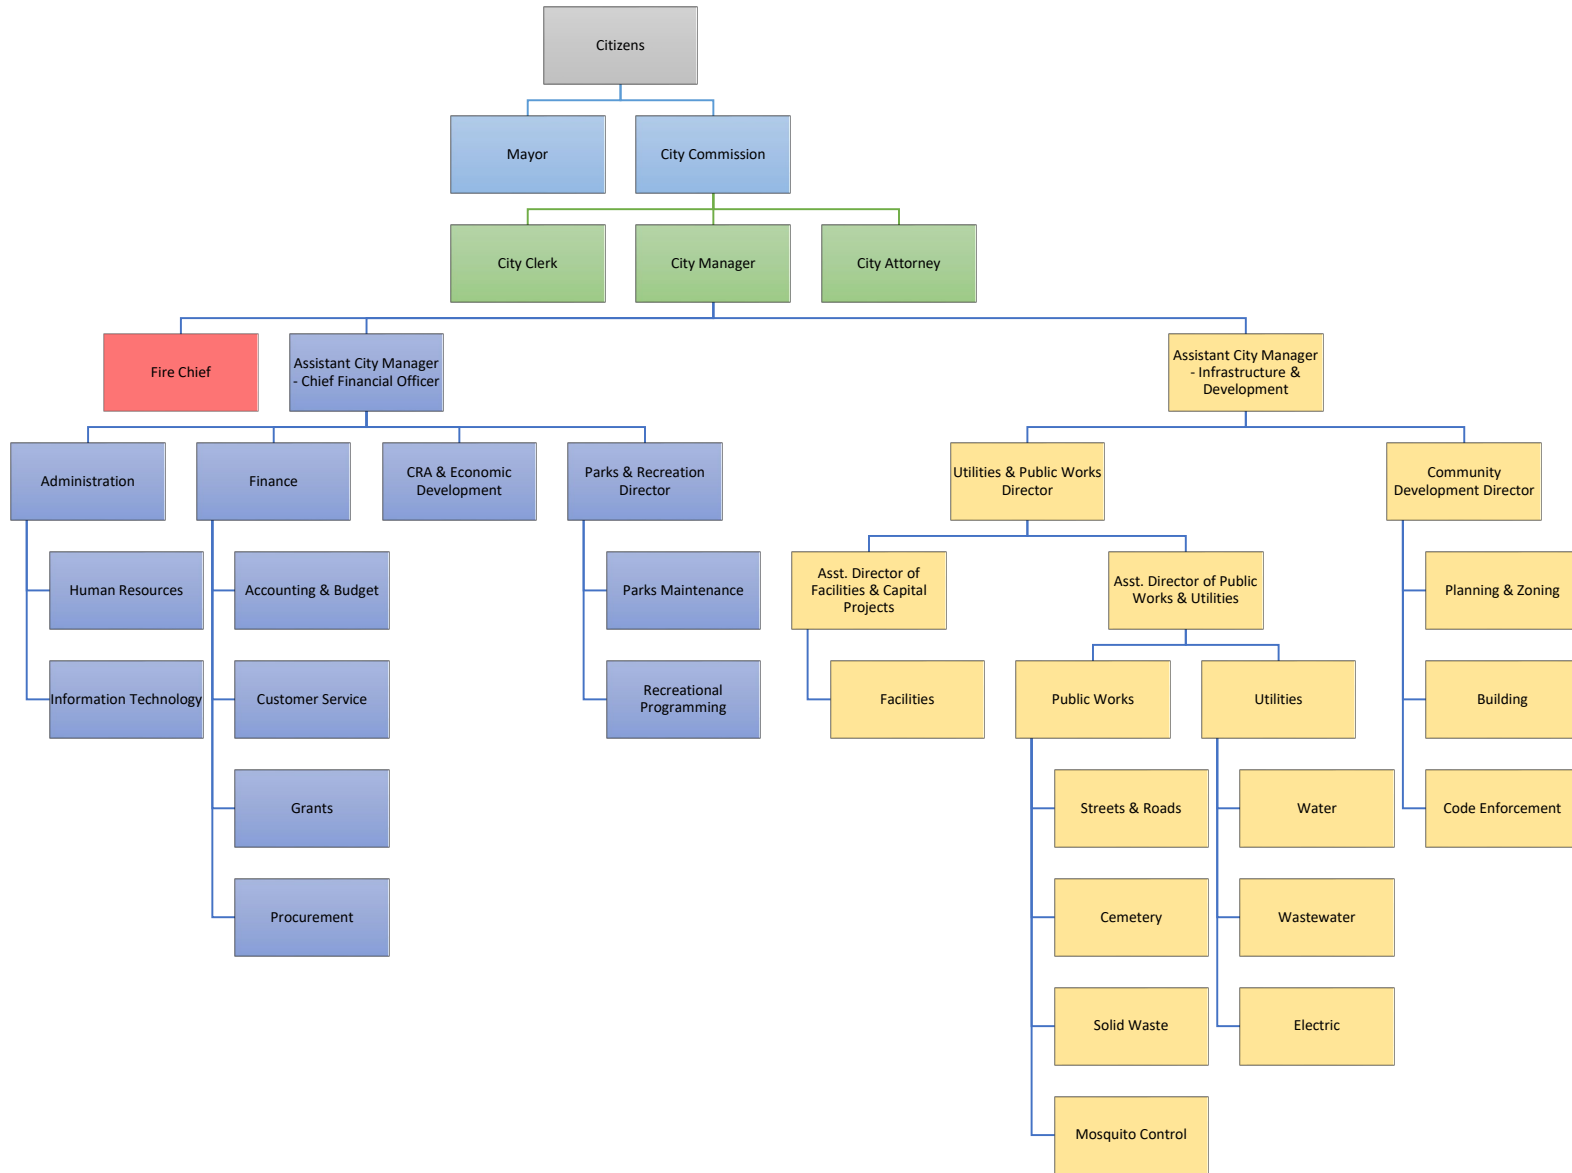 Citizens
Mayor
City Commission
City Clerk
City Manager
City Attorney
Fire Chief
Assistant City Manager
- Chief Financial Officer
Assistant City Manager
- Infrastructure &
Development
Administration
Finance
CRA & Economic
Development
Parks & Recreation
Director
Utilities & Public Works
Director
Community
Development Director
Human Resources
Accounting & Budget
Parks Maintenance
Asst. Director of
Facilities & Capital
Projects
Asst. Director of Public
Works & Utilities
Planning & Zoning
Information Technology
Customer Service
Recreational
Programming
Facilities
Public Works
Utilities
Building
Grants
Streets & Roads
Water
Code Enforcement
Procurement
Cemetery
Wastewater
Solid Waste
Electric
Mosquito Control